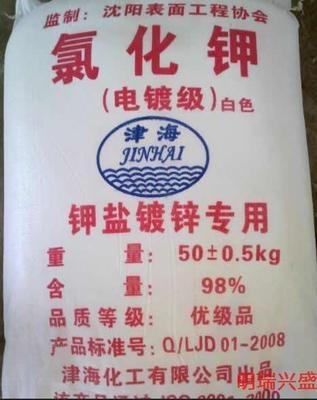 监制：沈阳表面工程协会
氯化钾
(电镀级)白色
津海
JINHAI
钾盐镀锌专用
重量：50±0.5kg
含量：98%
品质等级：优级品
产品标准号：Q/LJD 01-2008
津海化工有限公司出品
明瑞兴盛